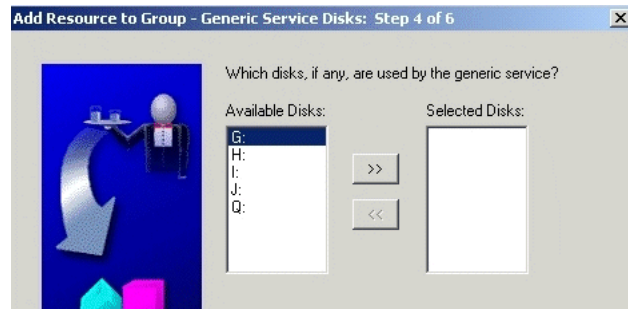 Add Resource to Group - Generic Service Disks: Step 4 of 6
Which disks, if any, are used by the generic service?
Available Disks:
Selected Disks:
G:
H:
I:
J:
Q:
>>
<<